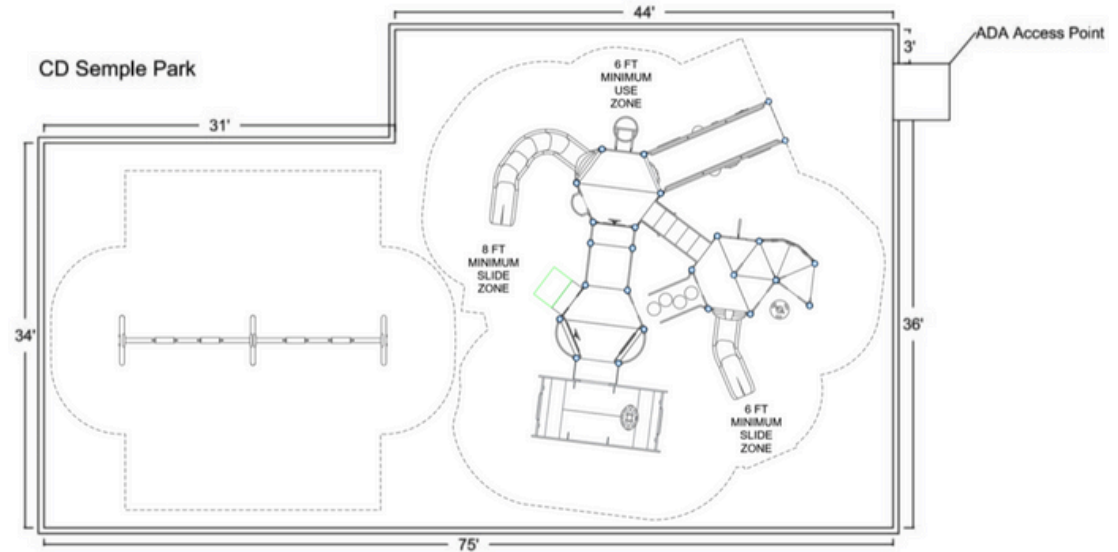 44'
ADA Access Point
3'
CD Semple Park
6 FT
MINIMUM
USE
ZONE
31'
8 FT
MINIMUM
SLIDE
ZONE
34'
36'
6 FT
MINIMUM
SLIDE
ZONE
75'